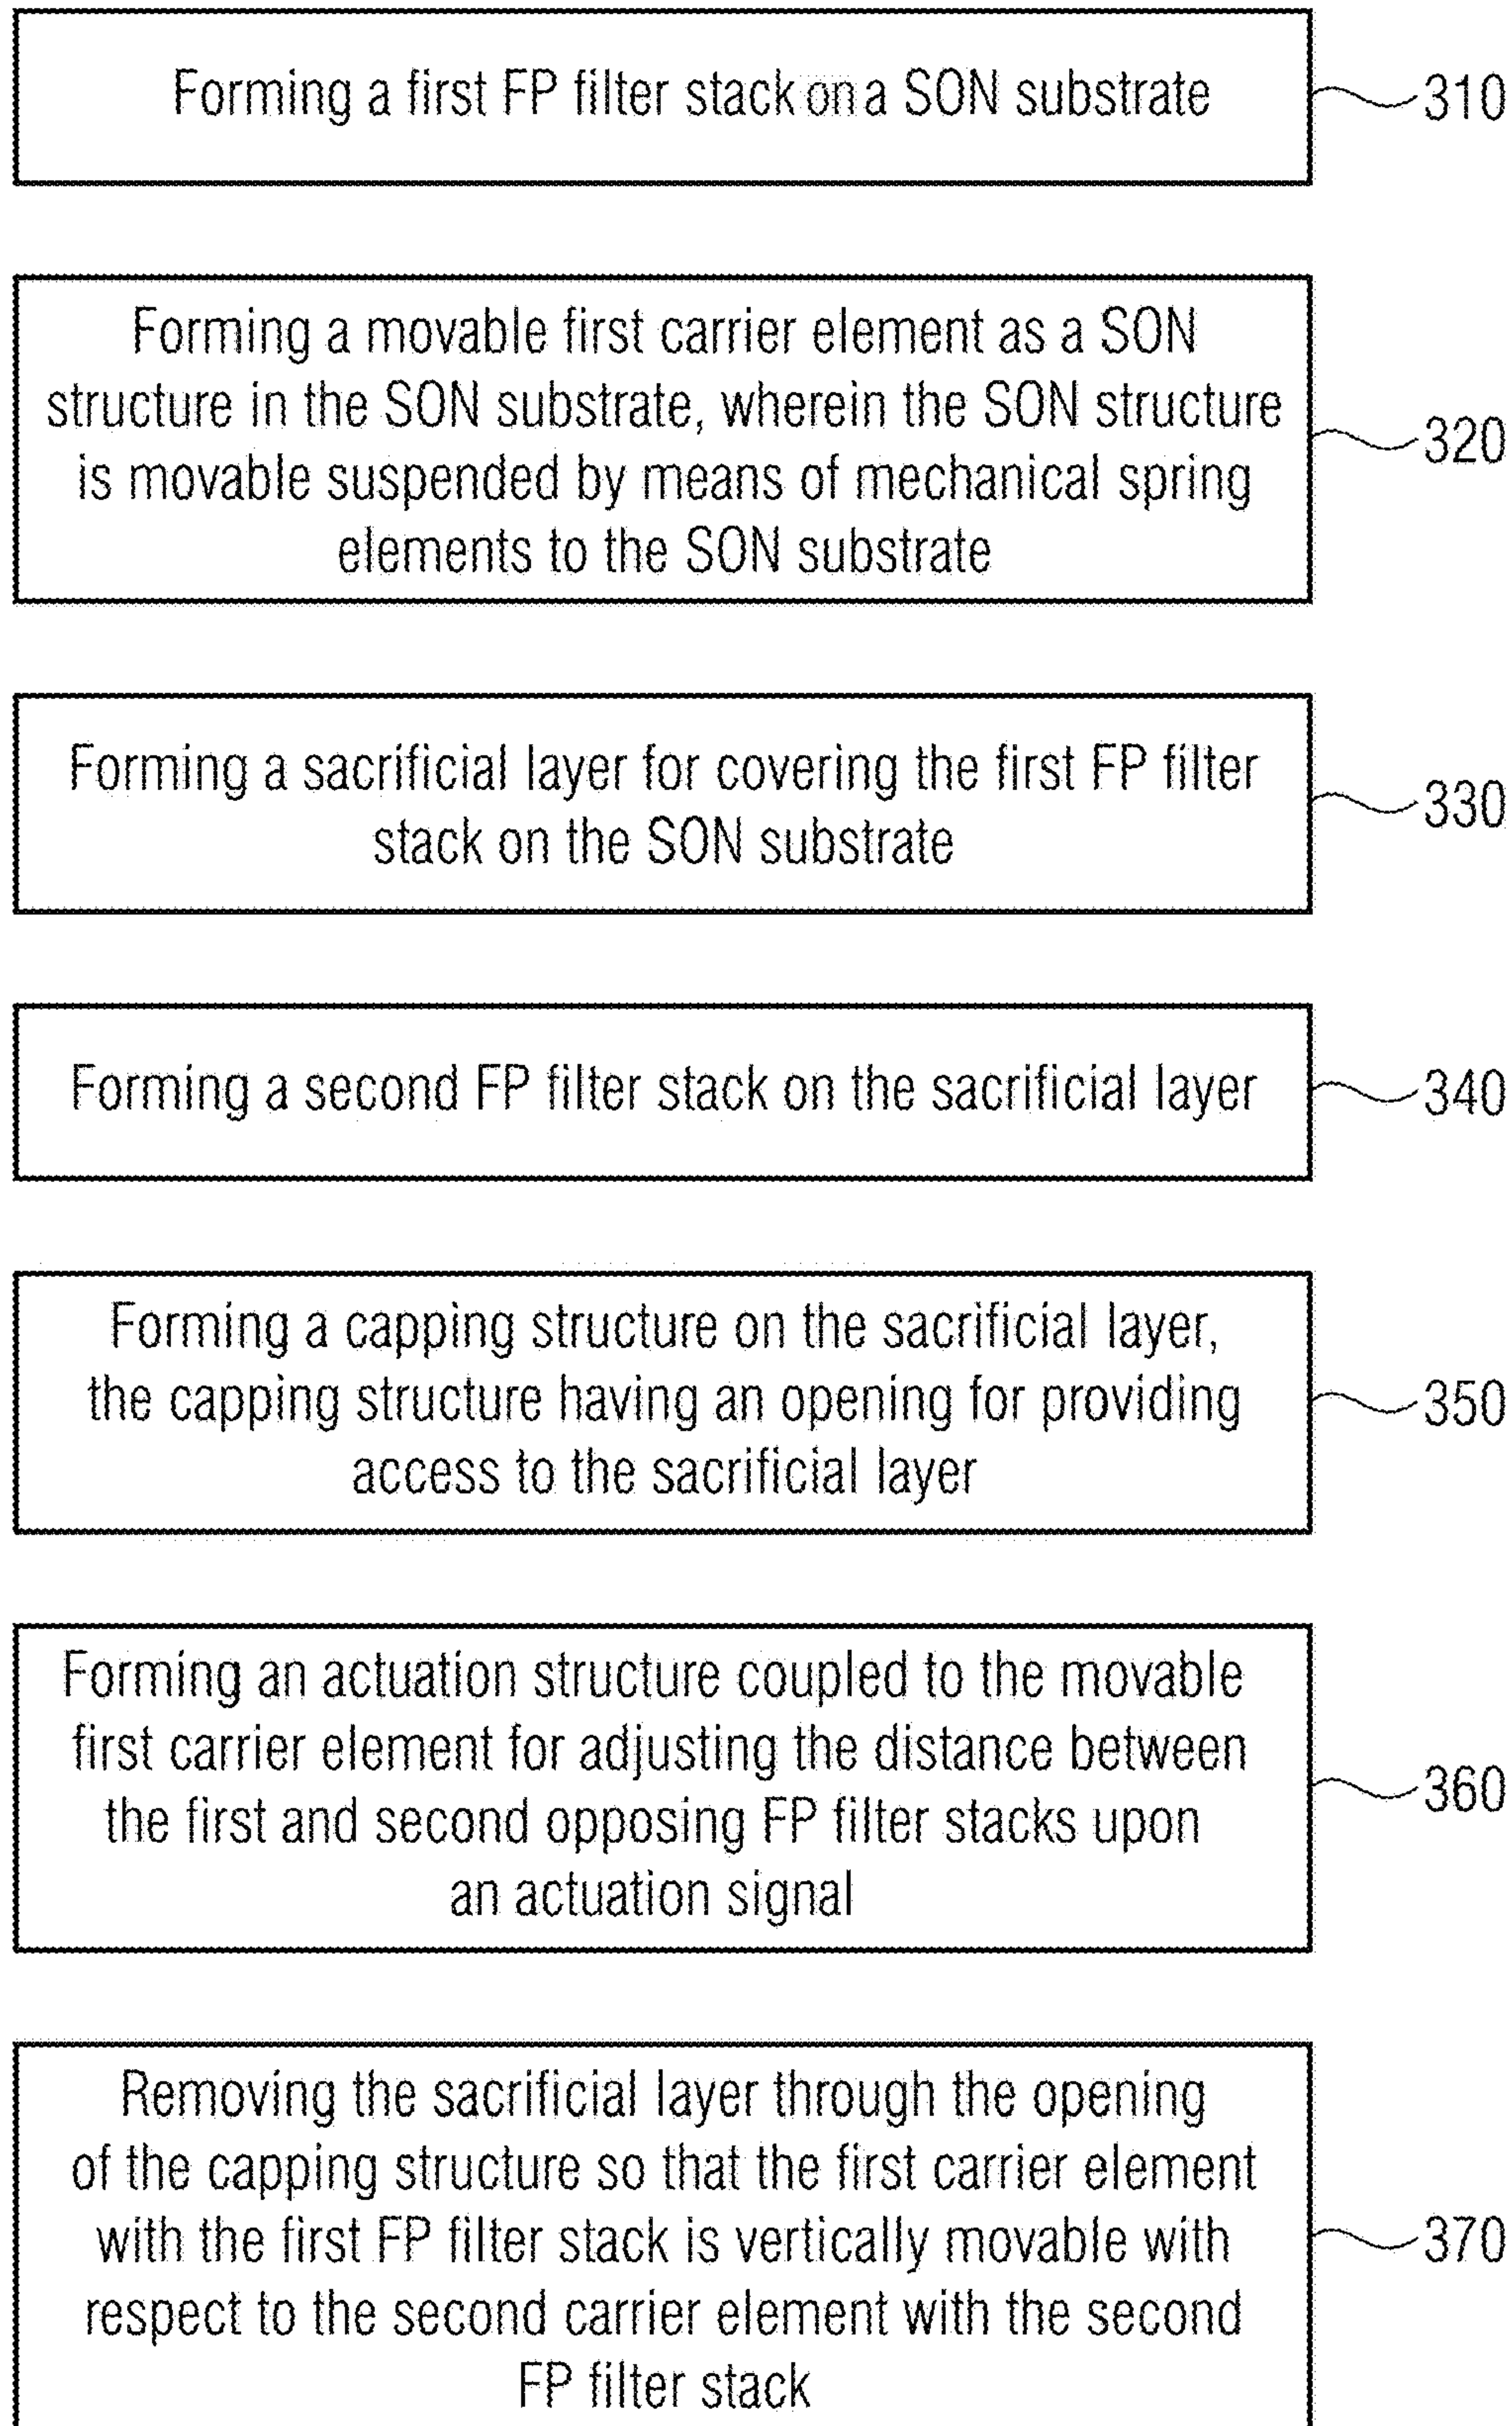 Forming a first FP filter stack on a SON substrate
310
Forming a movable first carrier element as a SON
structure in the SON substrate, wherein the SON structure
is movable suspended by means of mechanical spring
elements to the SON substrate
320
Forming a sacrificial layer for covering the first FP filter
stack on the SON substrate
330
Forming a second FP filter stack on the sacrificial layer
340
Forming a capping structure on the sacrificial layer,
the capping structure having an opening for providing
access to the sacrificial layer
350
Forming an actuation structure coupled to the movable
first carrier element for adjusting the distance between
the first and second opposing FP filter stacks upon
an actuation signal
360
Removing the sacrificial layer through the opening
of the capping structure so that the first carrier element
with the first FP filter stack is vertically movable with
respect to the second carrier element with the second
FP filter stack
370